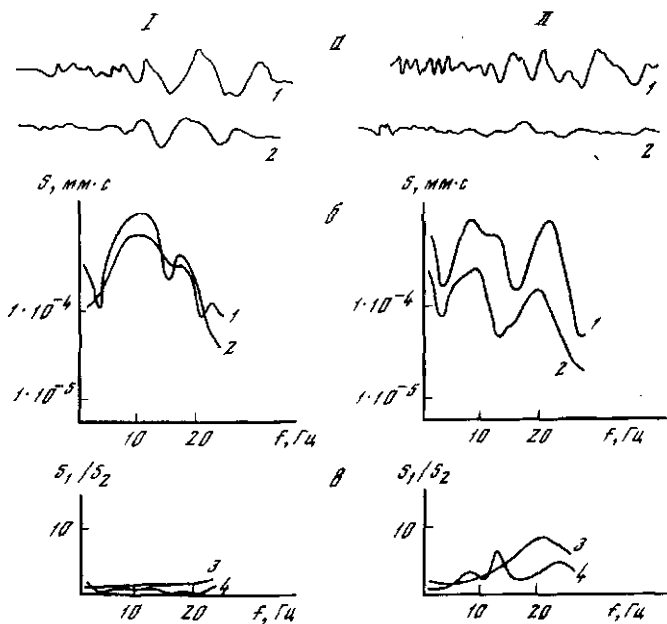 I II
а
1 1
2 2
S, мм·с б S, мм·с
1·10⁻⁴ 1·10⁻⁴
1 1
2 2
1·10⁻⁵ 1·10⁻⁵
10 20 f, Гц 10 20 f, Гц
S₁/S₂ в S₁/S₂
10 10
3 3
4 4
10 20 f, Гц 10 20 f, Гц